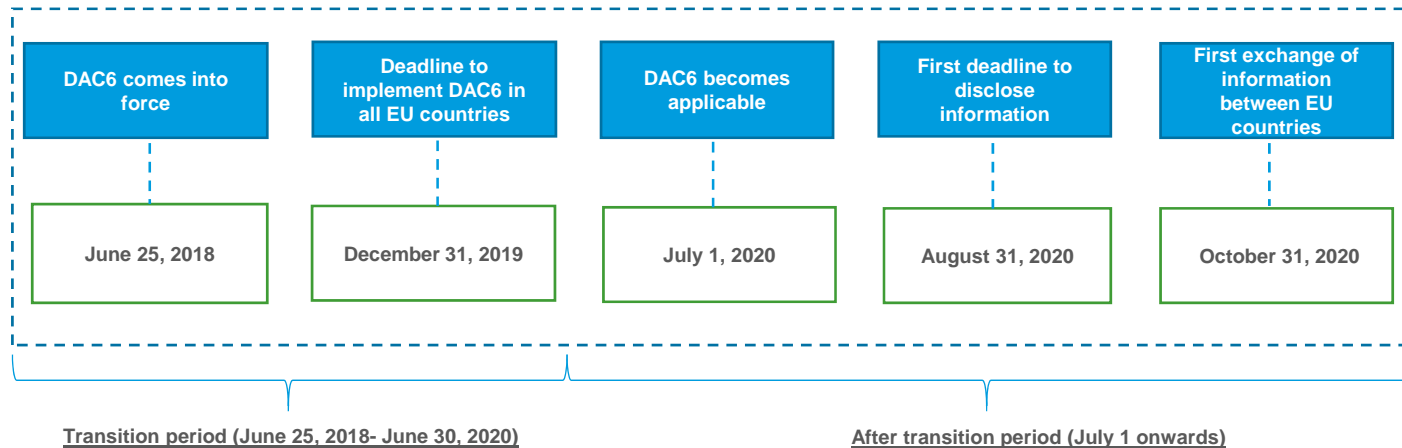 DAC6 comes into
force
Deadline to
implement DAC6 in
all EU countries
DAC6 becomes
applicable
First deadline to
disclose
information
First exchange of
information
between EU
countries
June 25, 2018
December 31, 2019
July 1, 2020
August 31, 2020
October 31, 2020
Transition period (June 25, 2018- June 30, 2020)
After transition period (July 1 onwards)